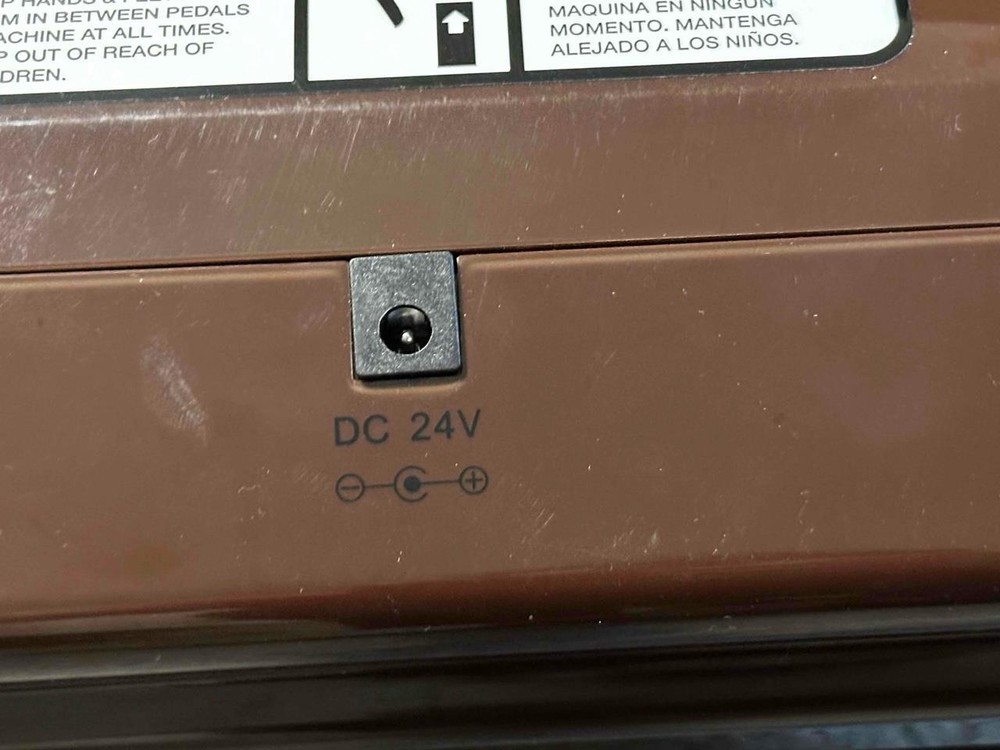 HANDS &
M IN BETWEEN PEDALS
ACHINE AT ALL TIMES.
P OUT OF REACH OF
DREN.
MAQUINA EN NINGUN
MOMENTO. MANTENGA
ALEJADO A LOS NIÑOS.
DC 24V